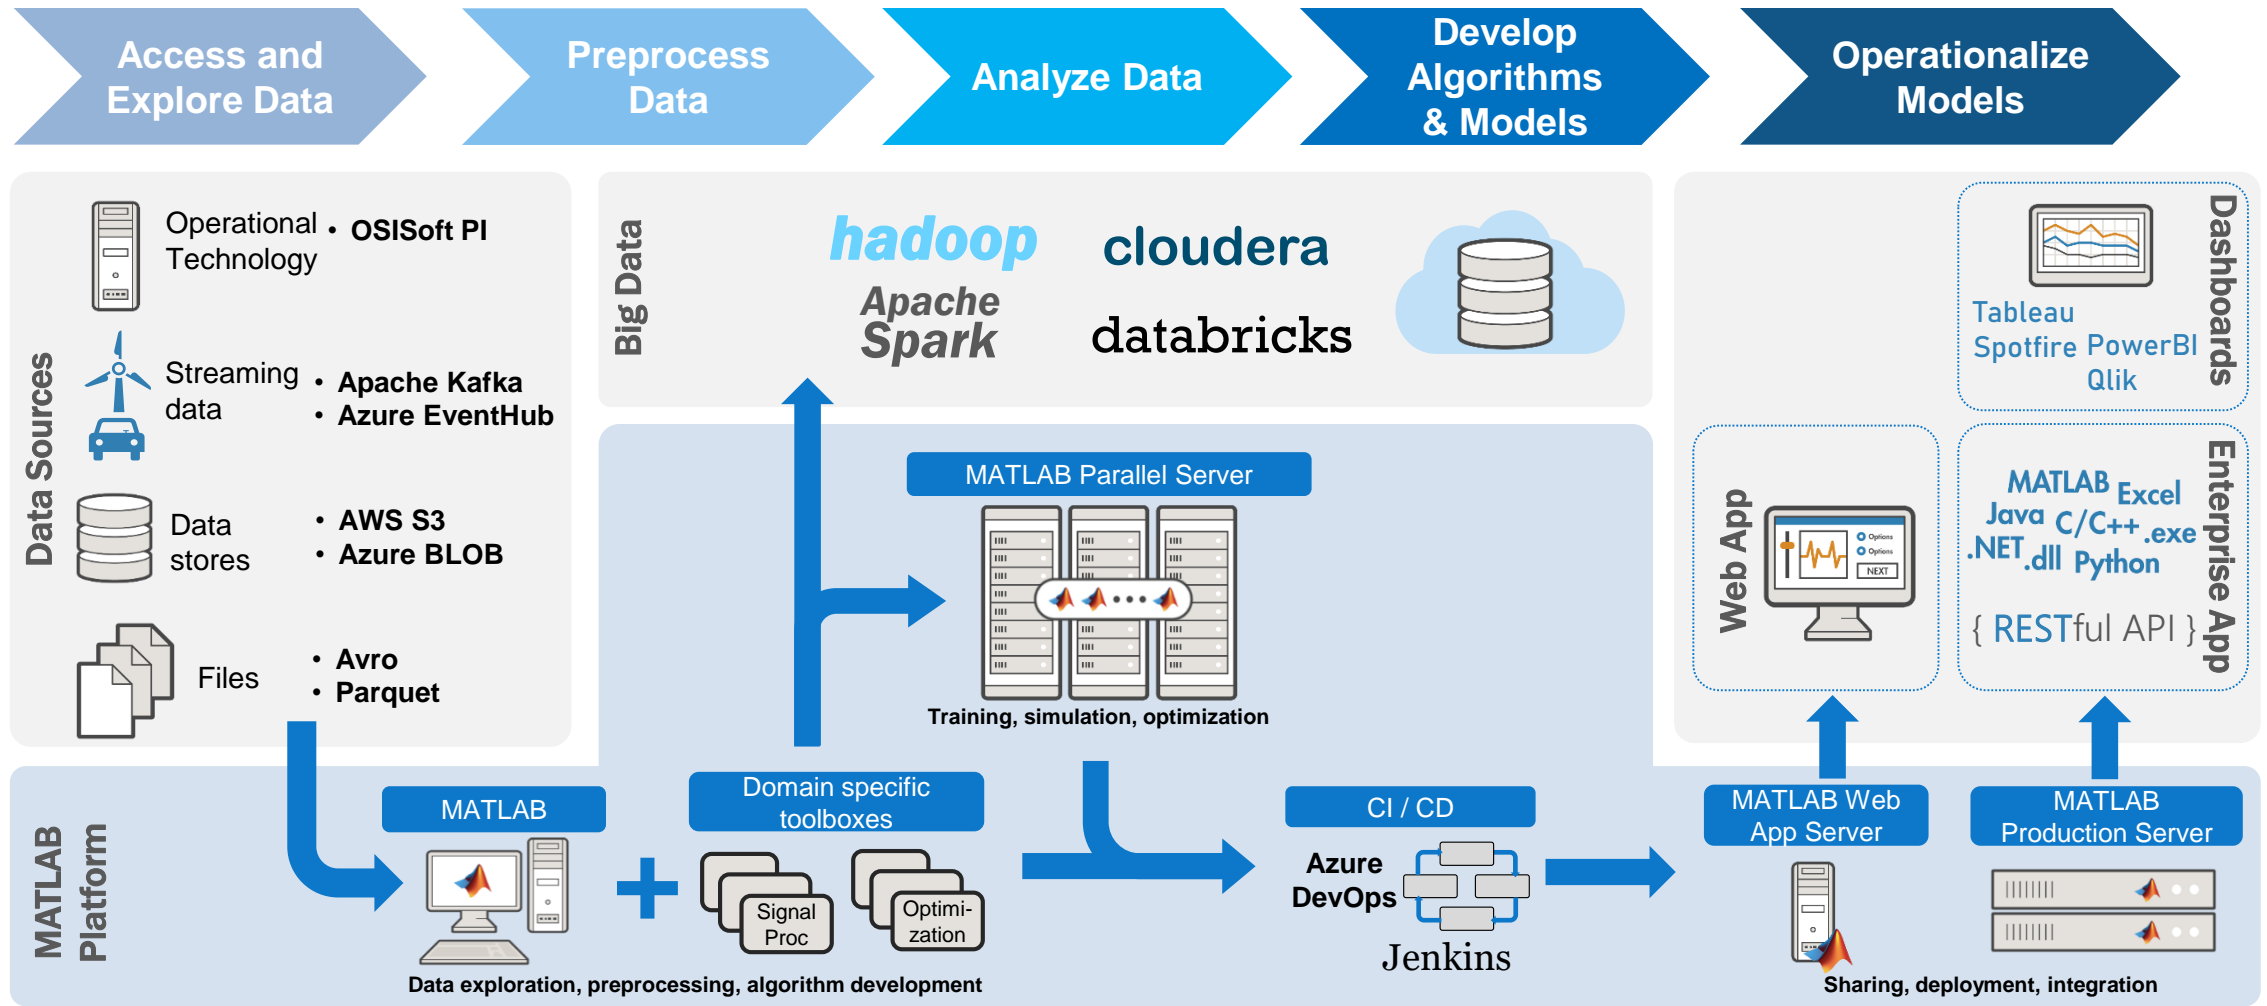 Access and
Explore Data
Preprocess
Data
Analyze Data
Develop
Algorithms
& Models
Operationalize
Models
Data Sources
Operational
Technology
• OSISoft PI
Streaming
data
• Apache Kafka
• Azure EventHub
Data
stores
• AWS S3
• Azure BLOB
Files
• Avro
• Parquet
Big Data
hadoop
cloudera
Apache
Spark
databricks
Dashboards
Tableau
Spotfire PowerBI
Qlik
Web App
Options
Options
NEXT
Enterprise App
MATLAB Excel
Java C/C++ .exe
.NET .dll Python
{ RESTful API }
MATLAB Parallel Server
Training, simulation, optimization
MATLAB
Platform
MATLAB
Domain specific
toolboxes
Signal
Proc
Optimi-
zation
Data exploration, preprocessing, algorithm development
CI / CD
Azure
DevOps
Jenkins
MATLAB Web
App Server
MATLAB
Production Server
Sharing, deployment, integration